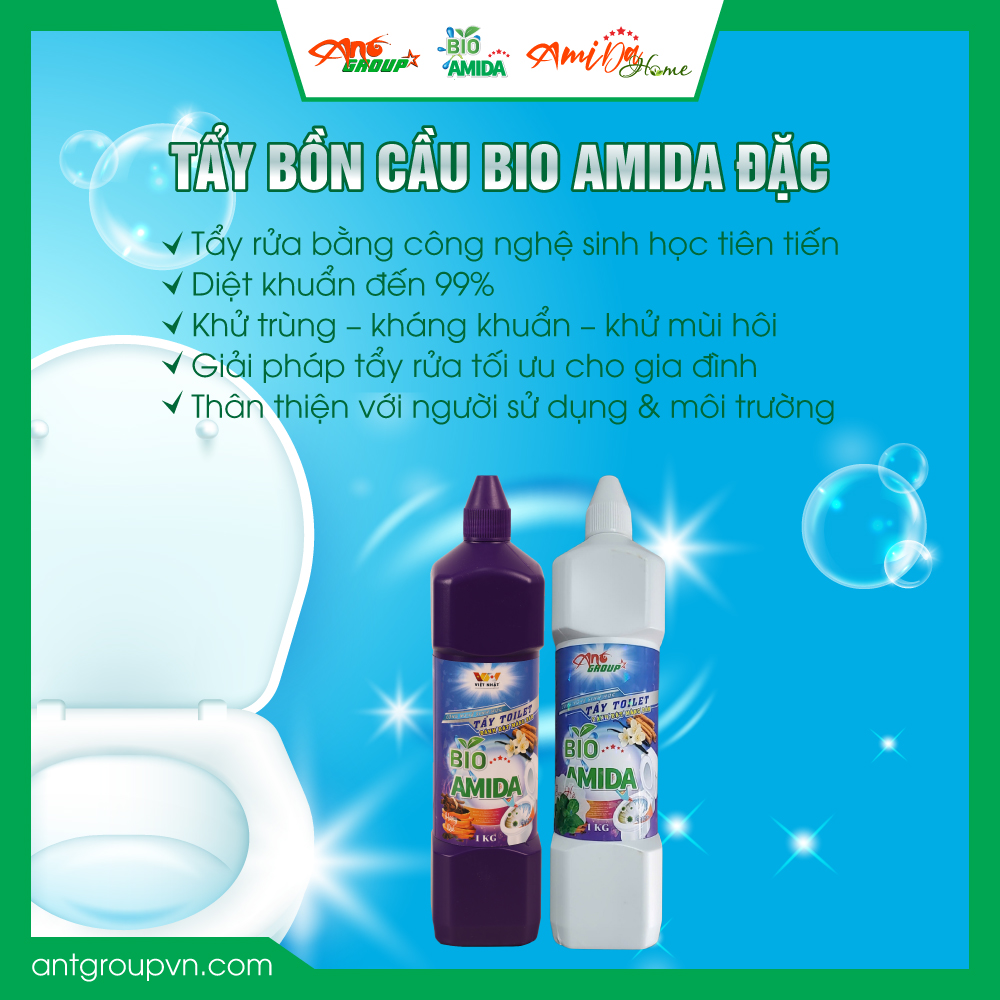 Ant GROUP BIO AMIDA AmiDa Home
TẨY BỒN CẦU BIO AMIDA ĐẶC
Tẩy rửa bằng công nghệ sinh học tiên tiến
Diệt khuẩn đến 99%
Khử trùng – kháng khuẩn – khử mùi hôi
Giải pháp tẩy rửa tối ưu cho gia đình
Thân thiện với người sử dụng & môi trường
VIỆT NHẬT
TẨY TOILET
BIO
AMIDA
1 KG
Ant GROUP
TẨY TOILET
BIO
AMIDA
1 KG
antgroupvn.com